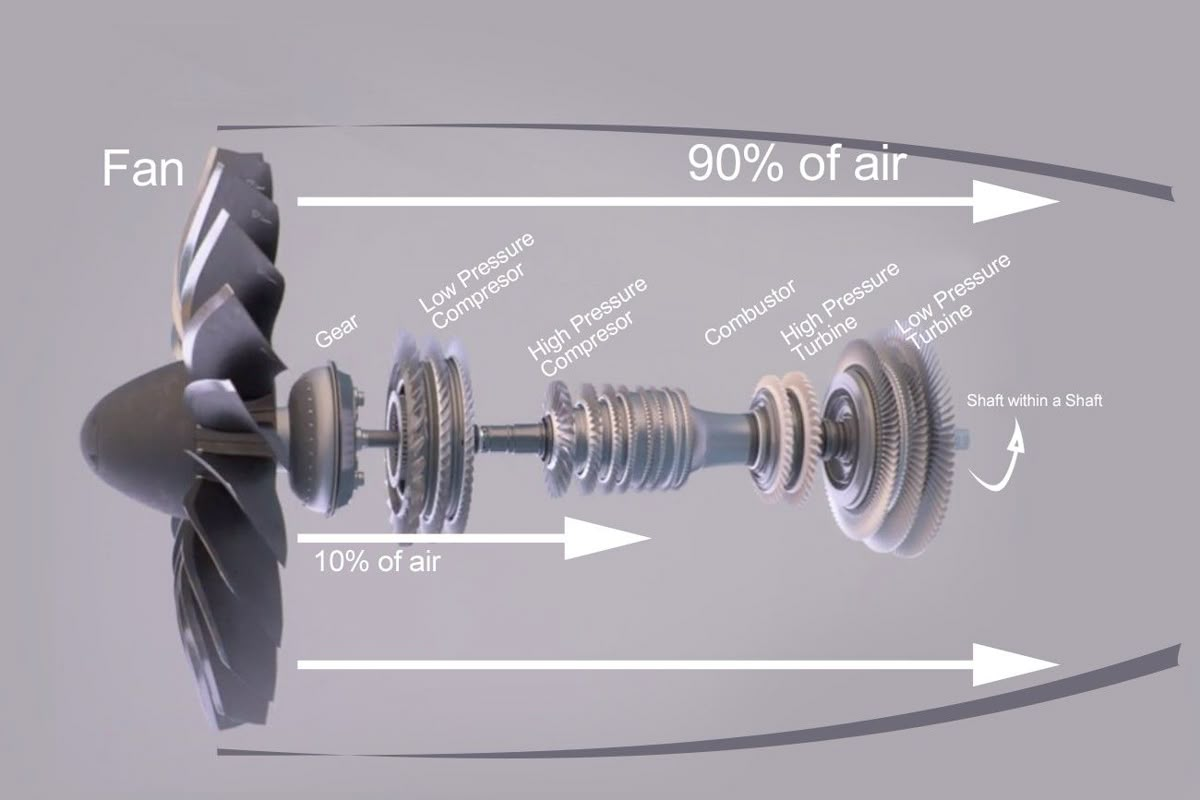 Fan
90% of air
Gear
Low Pressure
Compresor
High Pressure
Compresor
Combustor
High Pressure
Turbine
Low Pressure
Turbine
Shaft within a Shaft
10% of air